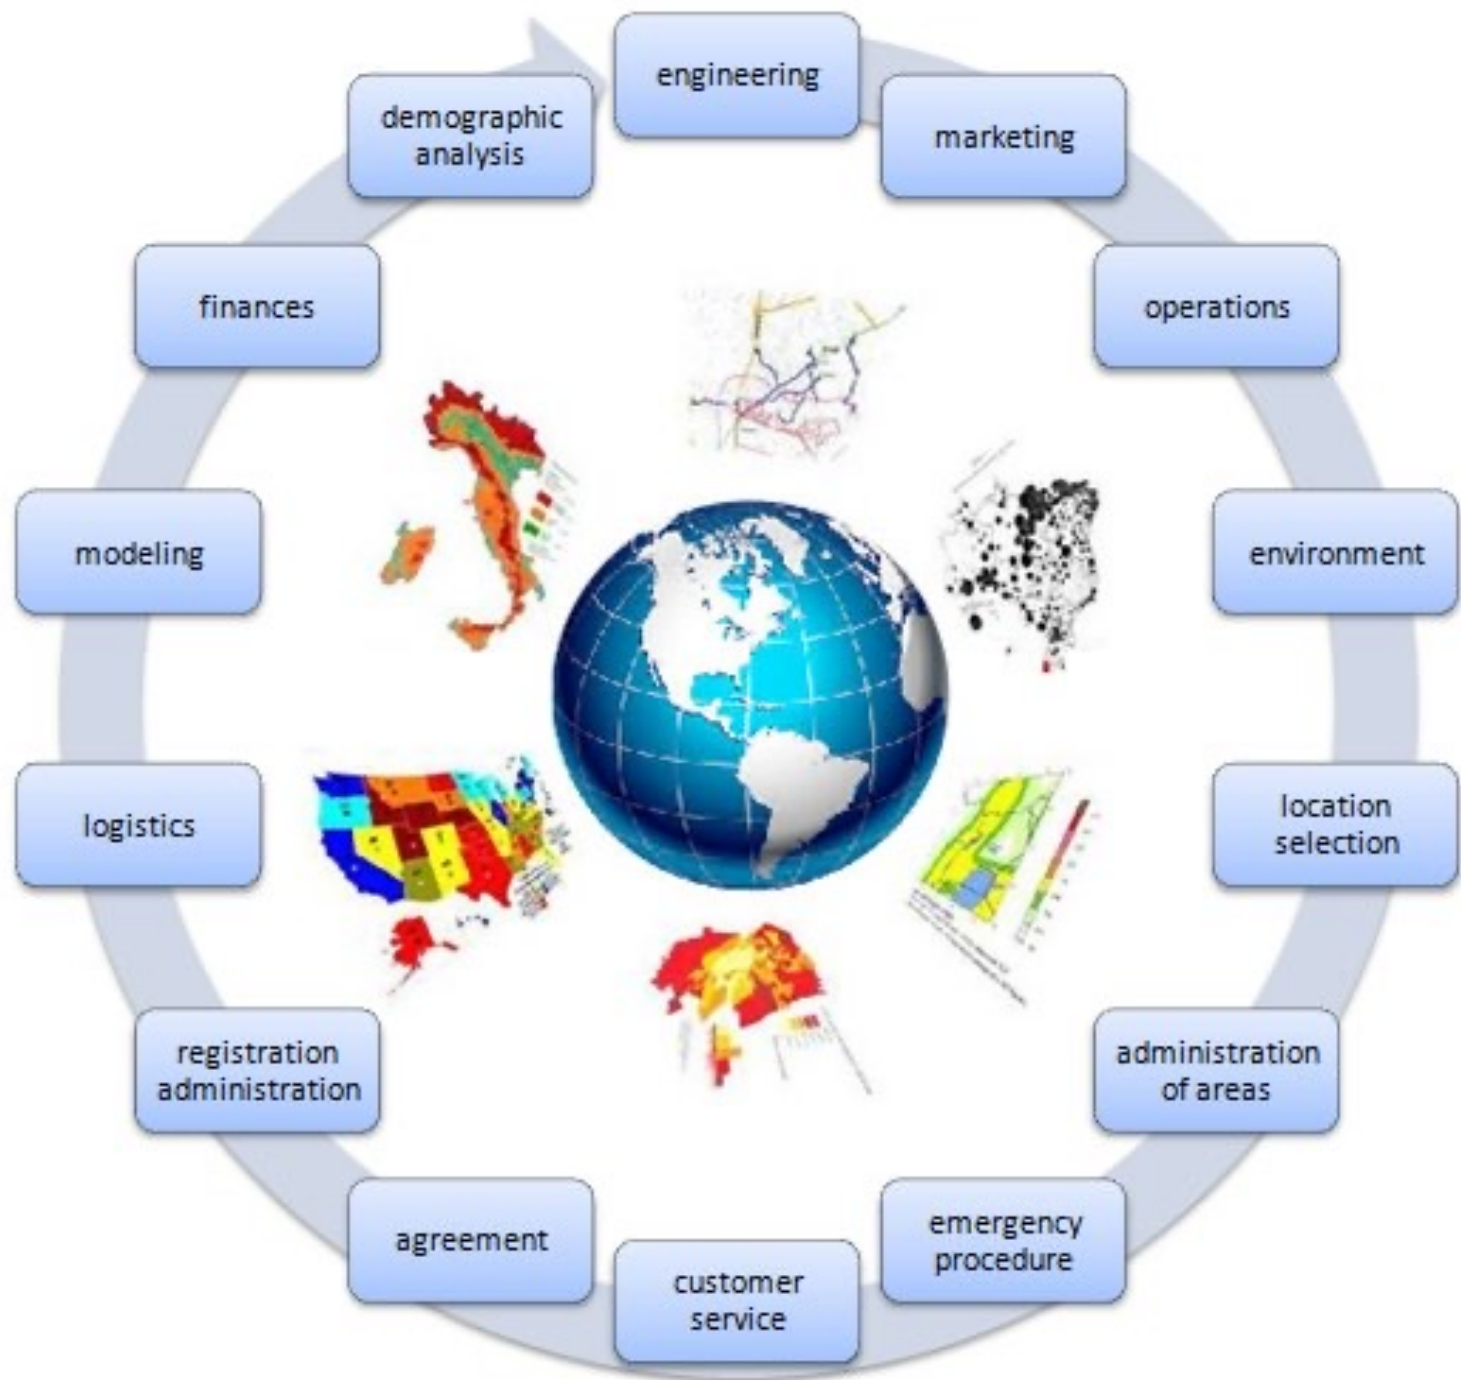 engineering
marketing
operations
environment
location
selection
administration
of areas
emergency
procedure
customer
service
agreement
registration
administration
logistics
modeling
finances
demographic
analysis